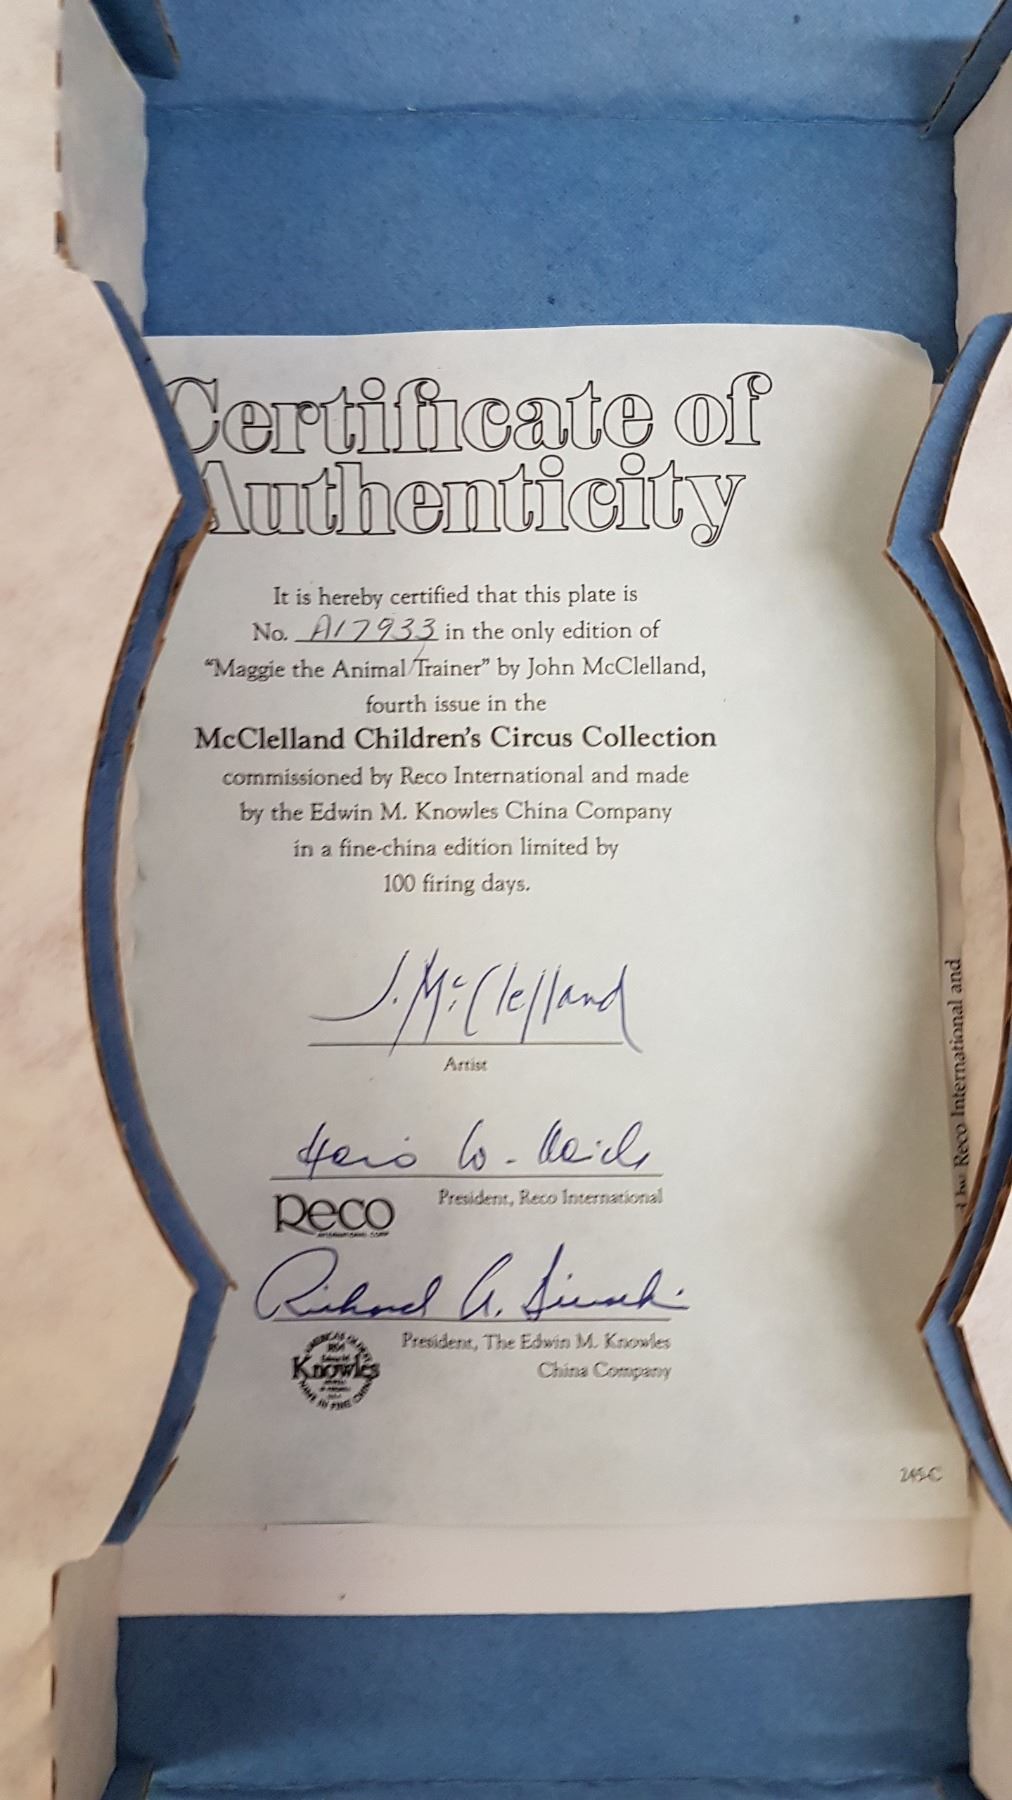 Certificate of
Authenticity
It is hereby certified that this plate is
No. A17933 in the only edition of
"Maggie the Animal Trainer" by John McClelland,
fourth issue in the
McClelland Children's Circus Collection
commissioned by Reco International and made
by the Edwin M. Knowles China Company
in a fine-china edition limited by
100 firing days.
J. McClelland
Artist
W.
President, Reco International
Reco
Richard A.
President, The Edwin M. Knowles
China Company
Knowles
245-C
Reco International and